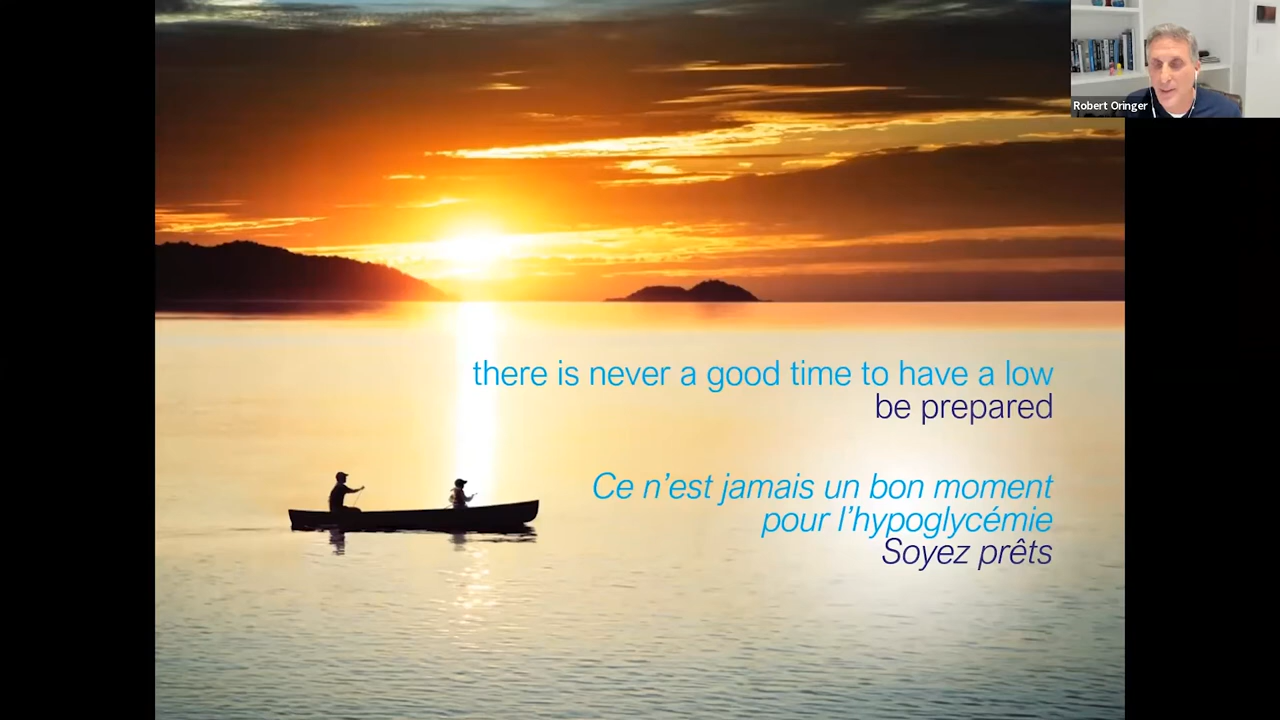 Robert Oringer
there is never a good time to have a low
be prepared
Ce n'est jamais un bon moment
pour l'hypoglycémie
Soyez prêts